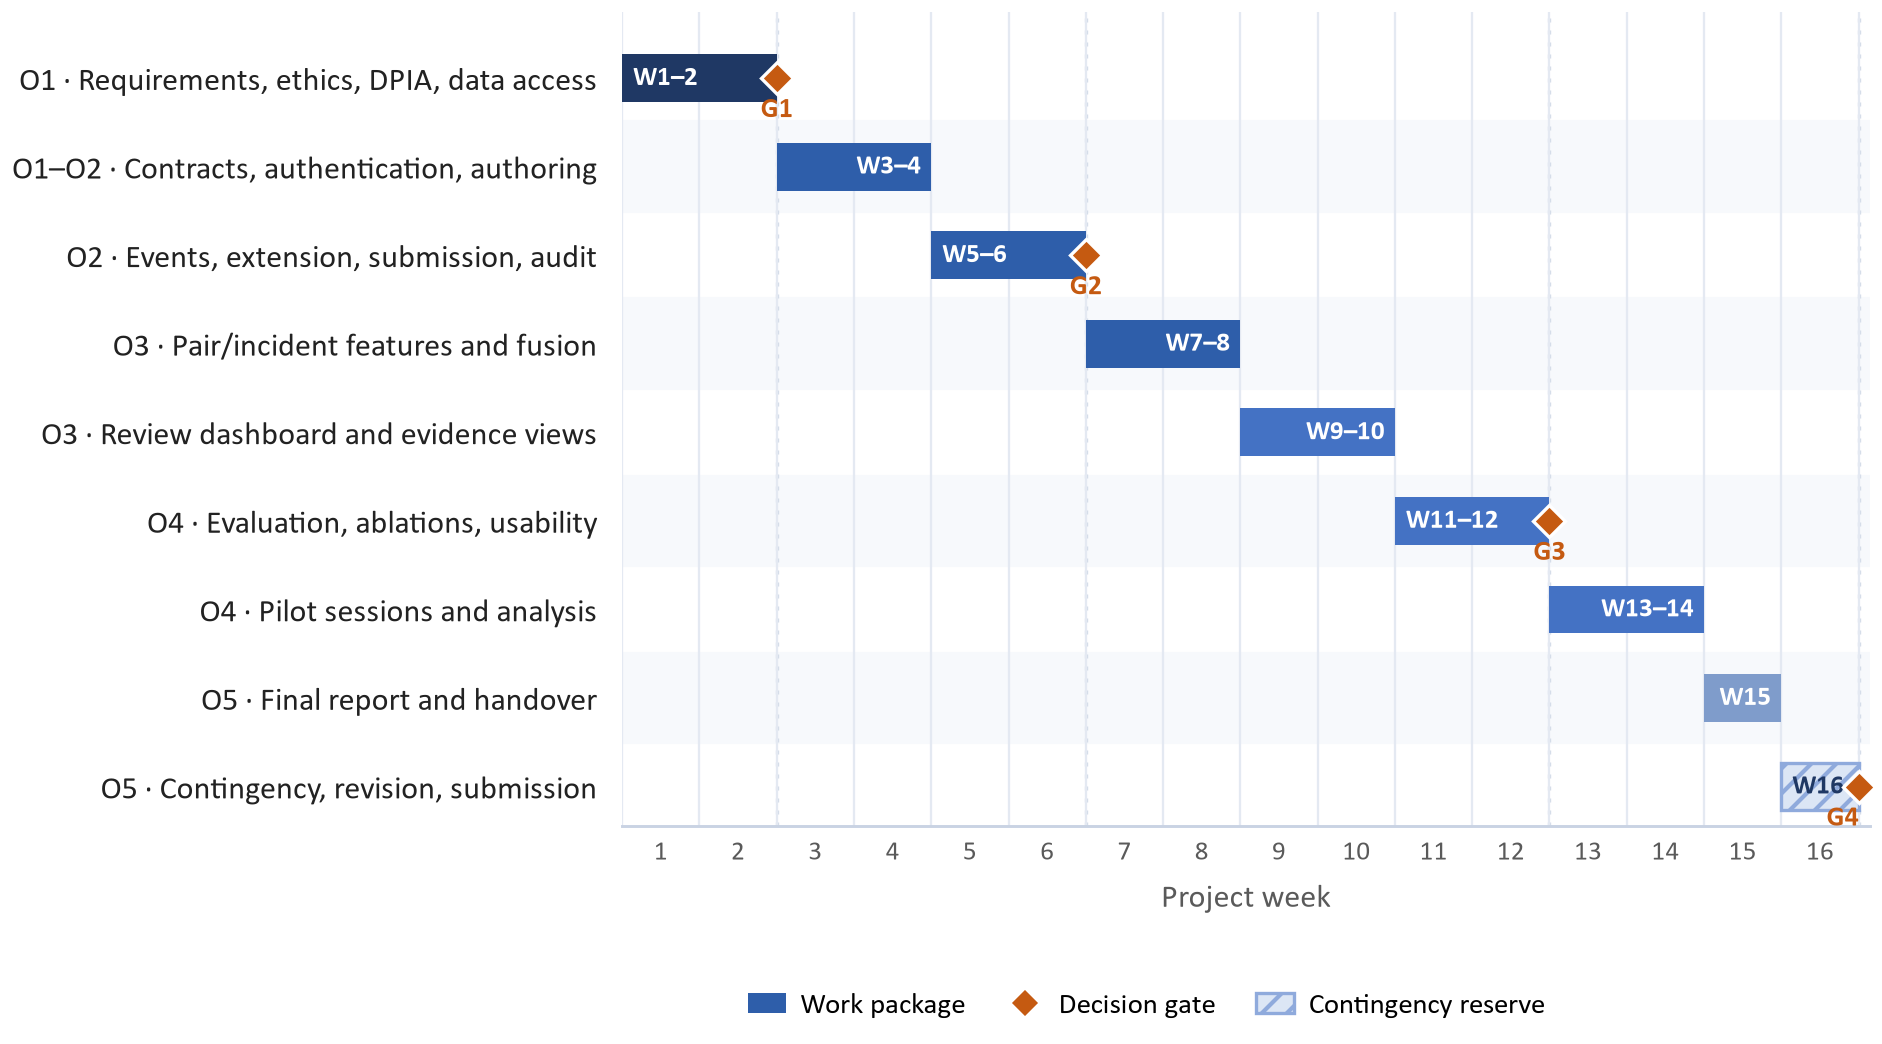 O1 · Requirements, ethics, DPIA, data access
W1–2
G1
O1–O2 · Contracts, authentication, authoring
W3–4
O2 · Events, extension, submission, audit
W5–6
G2
O3 · Pair/incident features and fusion
W7–8
O3 · Review dashboard and evidence views
W9–10
O4 · Evaluation, ablations, usability
W11–12
G3
O4 · Pilot sessions and analysis
W13–14
O5 · Final report and handover
W15
O5 · Contingency, revision, submission
W16
G4
1 2 3 4 5 6 7 8 9 10 11 12 13 14 15 16
Project week
Work package Decision gate Contingency reserve